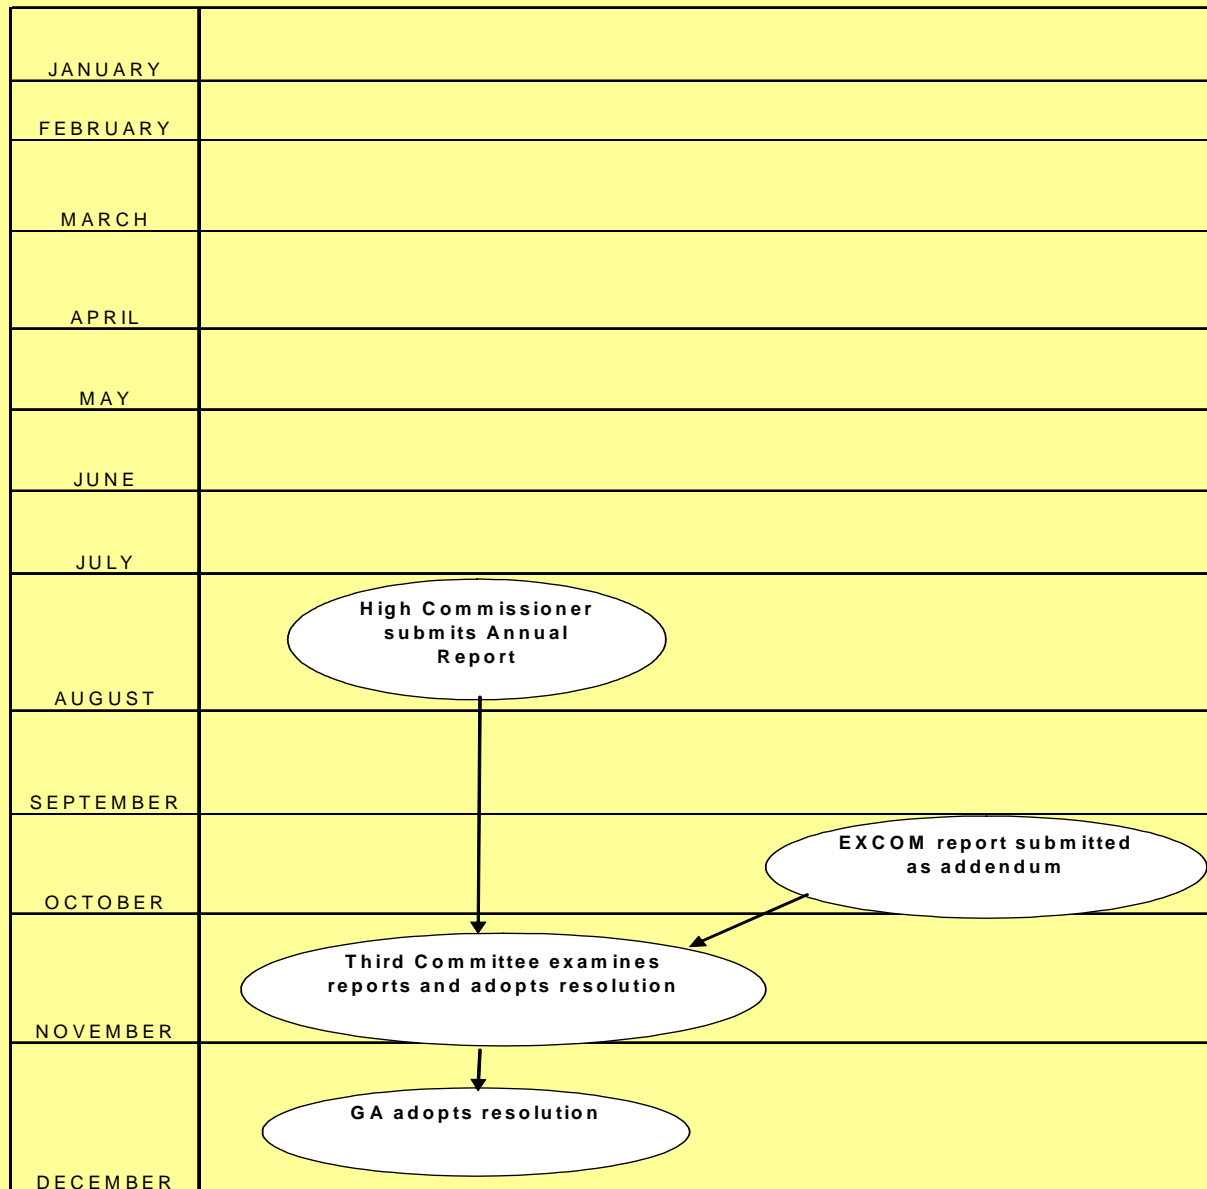 JANUARY
FEBRUARY
MARCH
APRIL
MAY
JUNE
JULY
High Commissioner
submits Annual
Report
AUGUST
SEPTEMBER
EXCOM report submitted
as addendum
OCTOBER
Third Committee examines
reports and adopts resolution
NOVEMBER
GA adopts resolution
DECEMBER